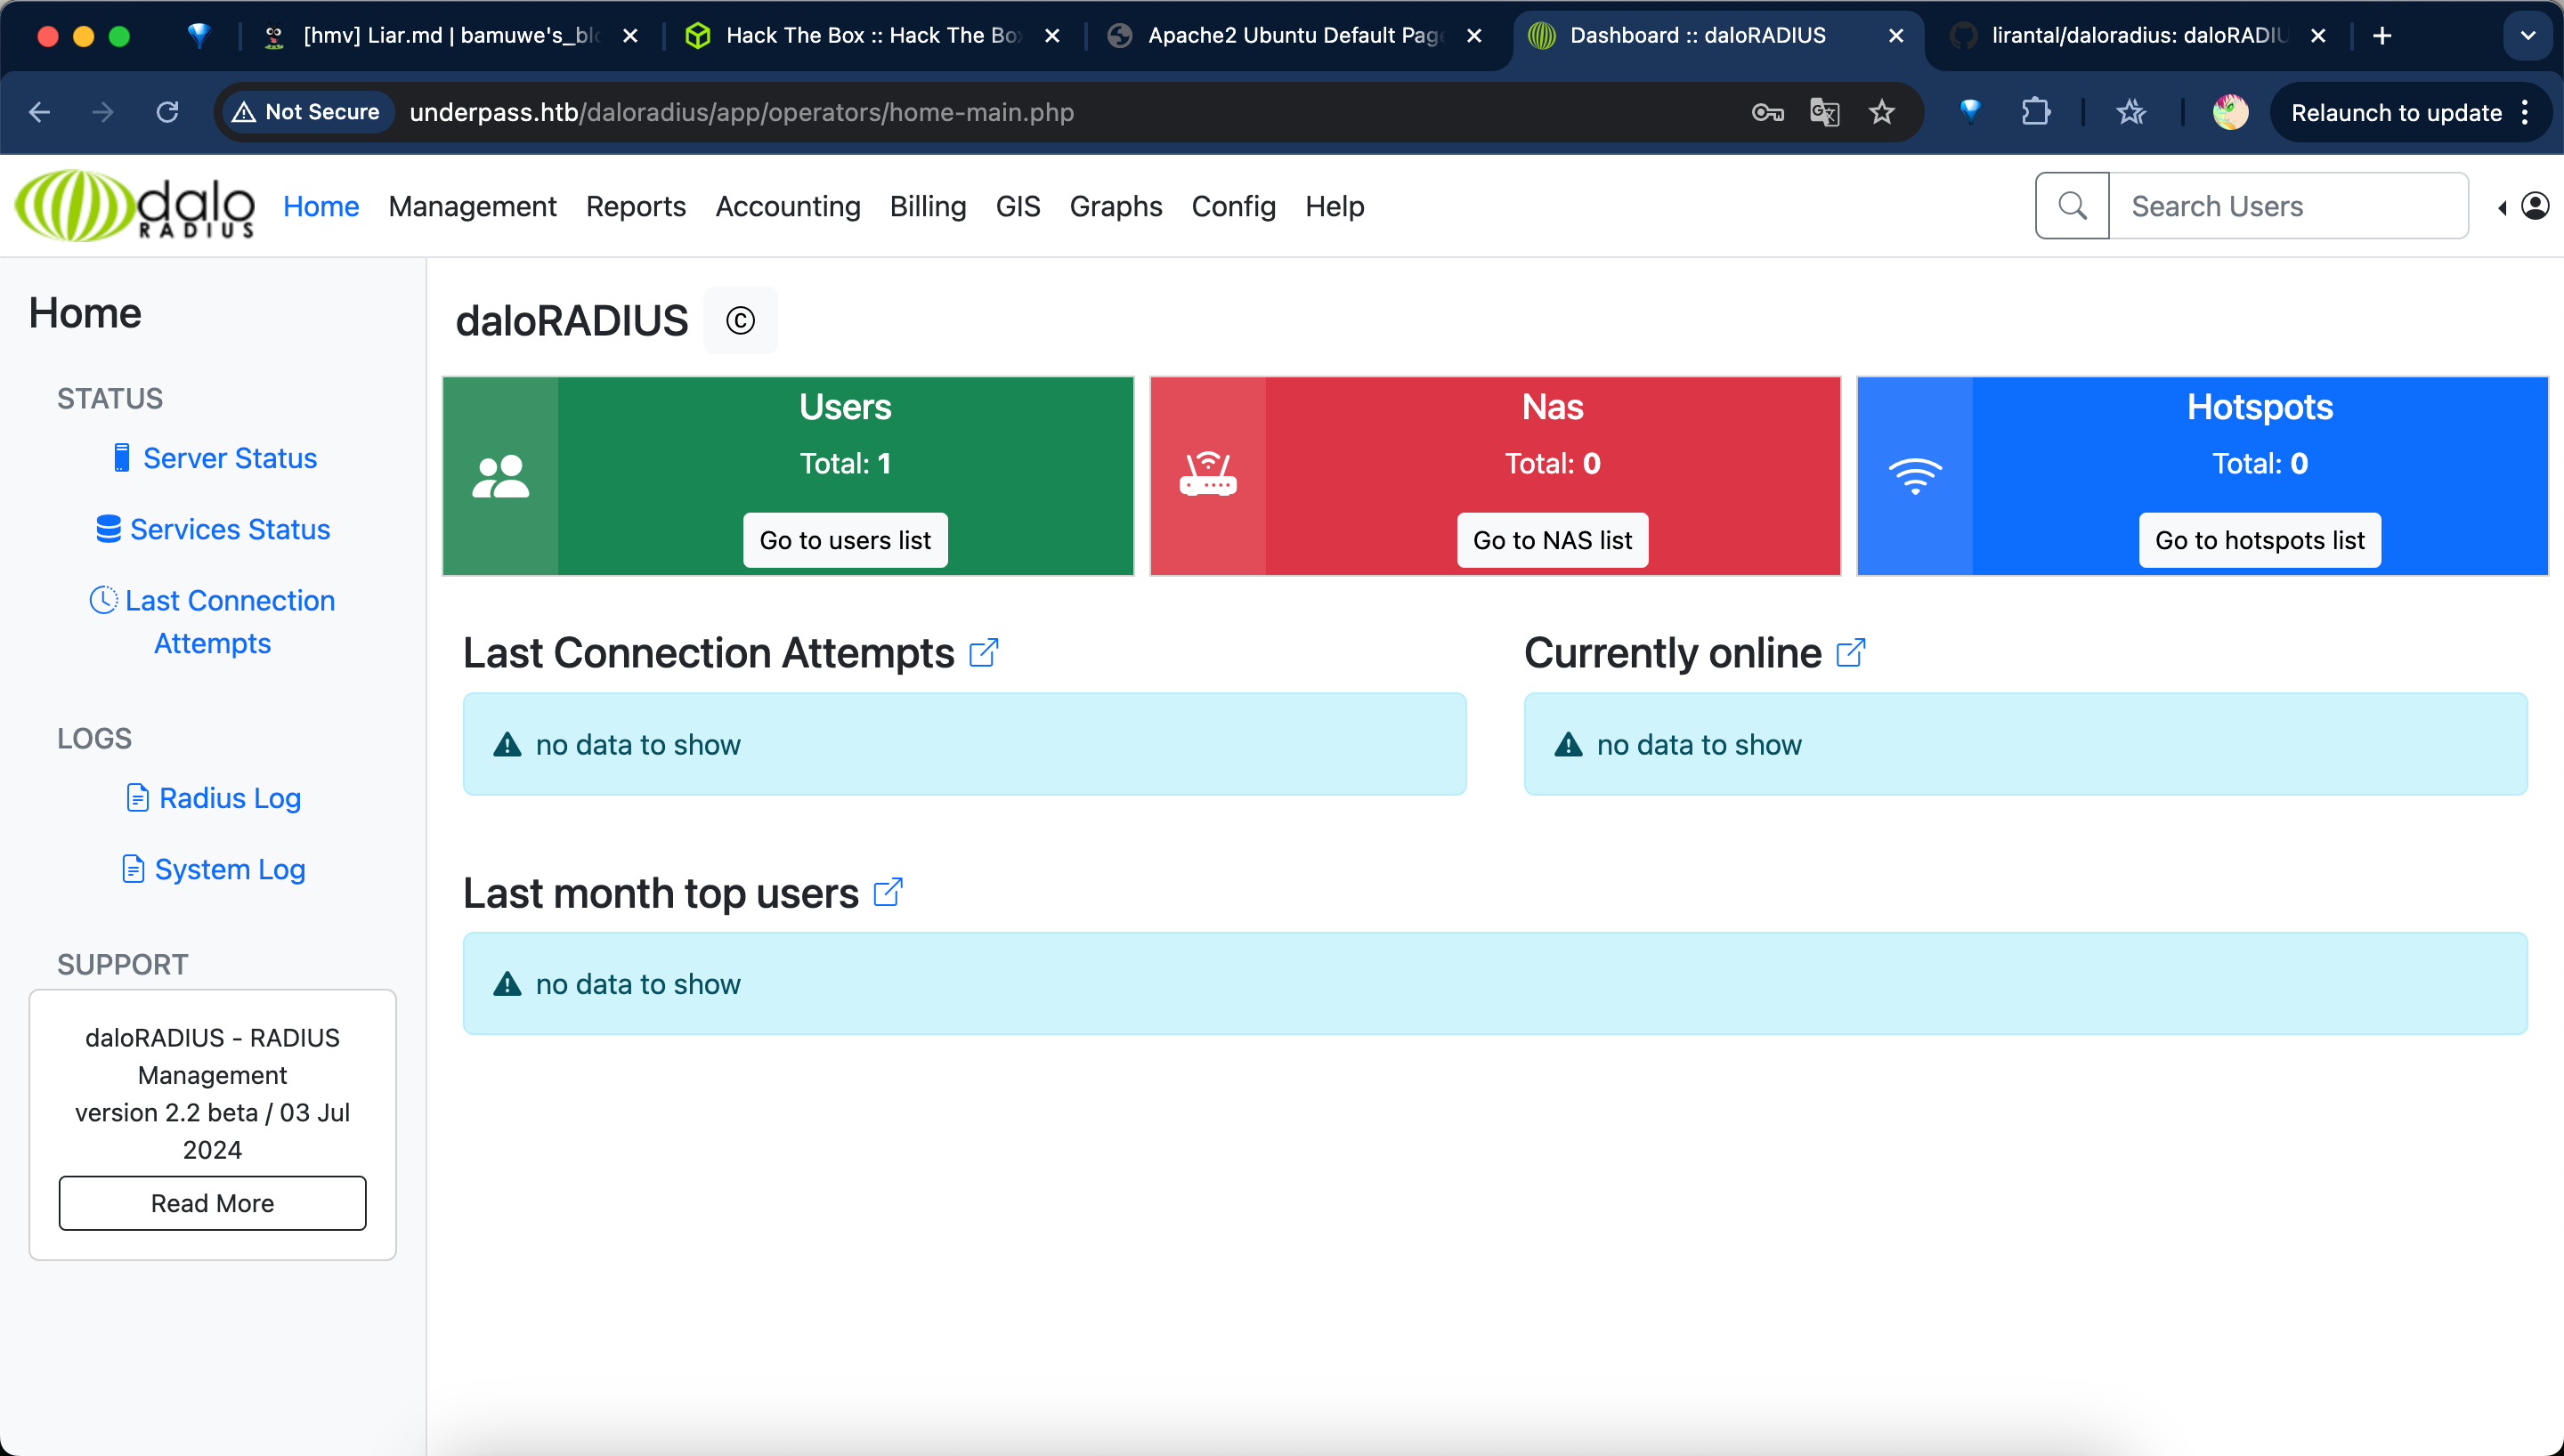 [hmv] Liar.md | bamuwe's_blo
Hack The Box :: Hack The Box
Apache2 Ubuntu Default Page
Dashboard :: daloRADIUS
lirantal/daloradius: daloRADIU
Not Secure
underpass.htb/daloradius/app/operators/home-main.php
Relaunch to update
dalo RADIUS
Home Management Reports Accounting Billing GIS Graphs Config Help
Search Users
Home
STATUS
Server Status
Services Status
Last Connection
Attempts
LOGS
Radius Log
System Log
SUPPORT
daloRADIUS - RADIUS
Management
version 2.2 beta / 03 Jul
2024
Read More
daloRADIUS ©
Users
Total: 1
Go to users list
Nas
Total: 0
Go to NAS list
Hotspots
Total: 0
Go to hotspots list
Last Connection Attempts
no data to show
Currently online
no data to show
Last month top users
no data to show